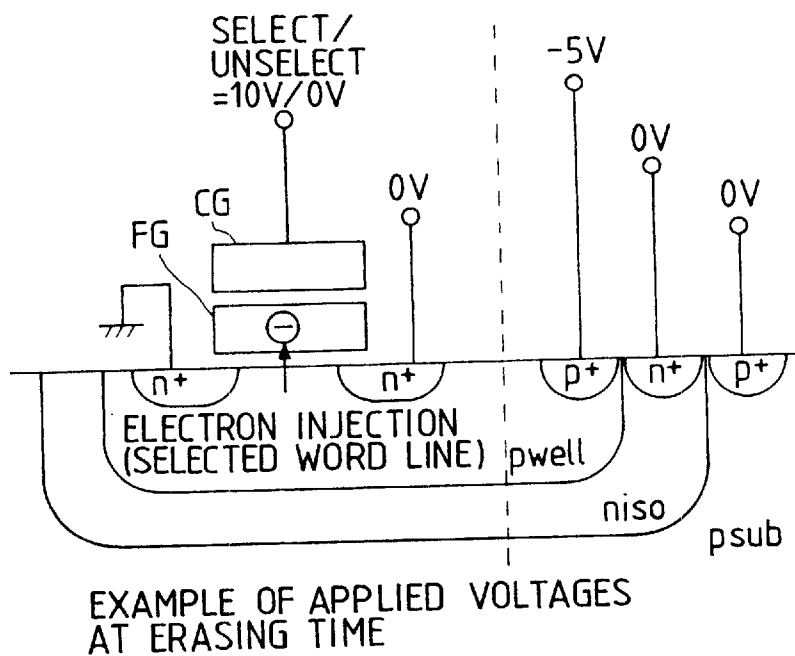 SELECT/
UNSELECT
=10V/0V
-5V
0V
0V
0V
CG
FG
n+
n+
p+
n+
p+
ELECTRON INJECTION
(SELECTED WORD LINE)
pwell
niso
psub
EXAMPLE OF APPLIED VOLTAGES
AT ERASING TIME